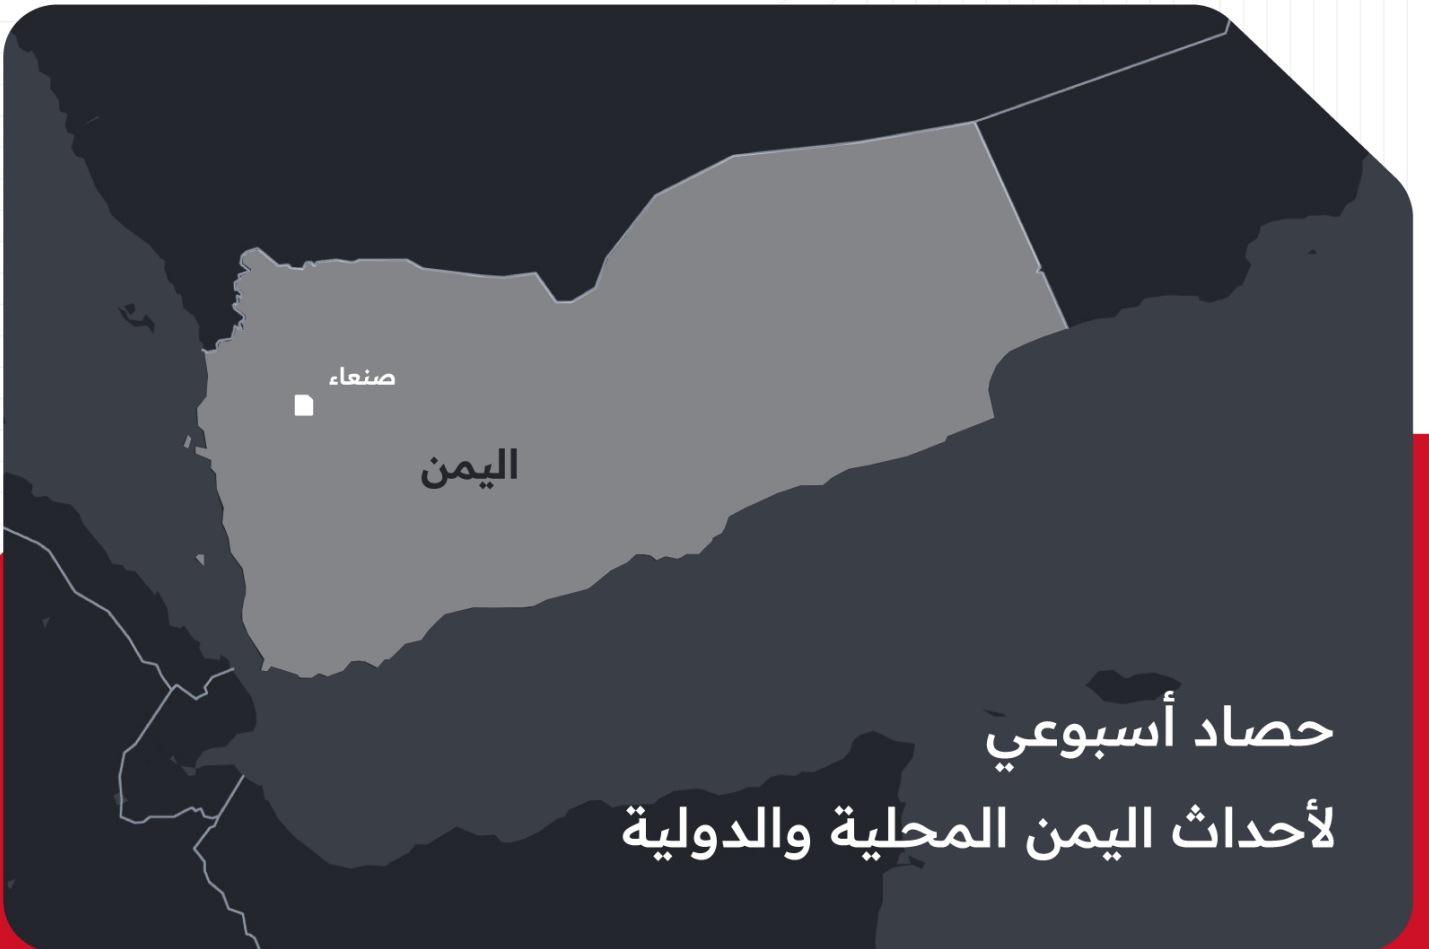 صنعاء
اليمن
حصاد أسبوعي
لأحداث اليمن المحلية والدولية